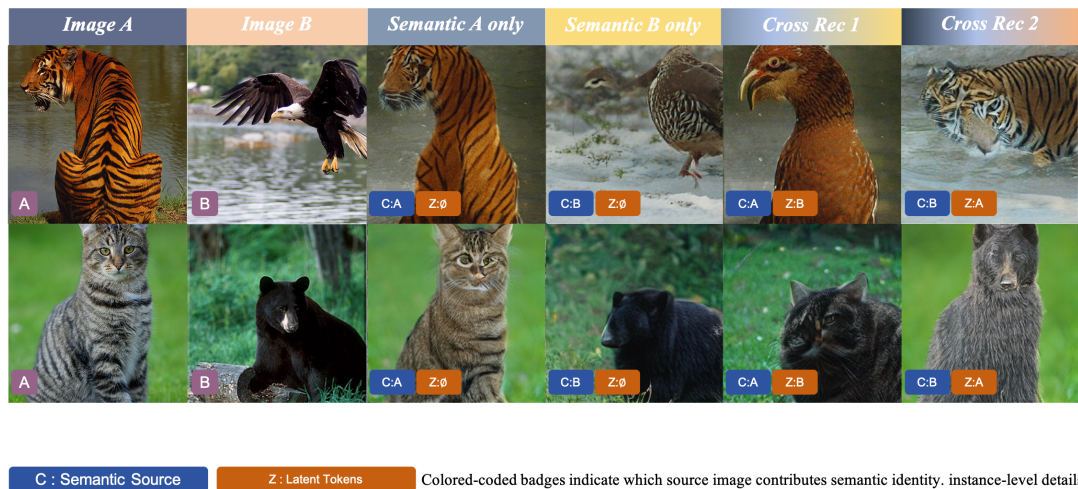 Image A Image B Semantic A only Semantic B only Cross Rec 1 Cross Rec 2
A B C:A Z:∅ C:B Z:∅ C:A Z:B C:B Z:A
A B C:A Z:∅ C:B Z:∅ C:A Z:B C:B Z:A
C : Semantic Source Z : Latent Tokens Colored-coded badges indicate which source image contributes semantic identity. instance-level detail